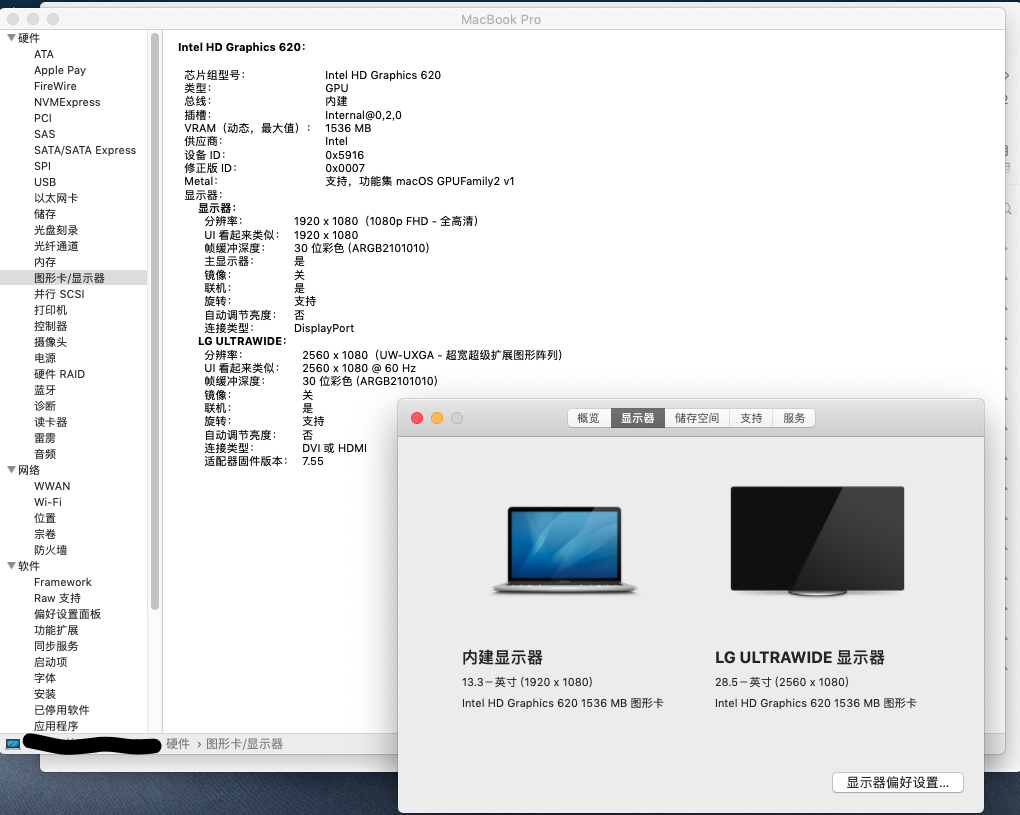 MacBook Pro
硬件
ATA
Apple Pay
FireWire
NVMExpress
PCI
SAS
SATA/SATA Express
SPI
USB
以太网卡
储存
光盘刻录
光纤通道
内存
图形卡/显示器
并行 SCSI
打印机
控制器
摄像头
电源
硬件 RAID
蓝牙
诊断
读卡器
雷雳
音频
网络
WWAN
Wi-Fi
位置
宗卷
防火墙
软件
Framework
Raw 支持
偏好设置面板
功能扩展
同步服务
启动项
字体
安装
已停用软件
应用程序
Intel HD Graphics 620:
芯片组型号: Intel HD Graphics 620
类型: GPU
总线: 内建
插槽: Internal@0,2,0
VRAM（动态，最大值）: 1536 MB
供应商: Intel
设备 ID: 0x5916
修正版 ID: 0x0007
Metal: 支持，功能集 macOS GPUFamily2 v1
显示器:
显示器:
分辨率: 1920 x 1080（1080p FHD - 全高清）
UI 看起来类似: 1920 x 1080
帧缓冲深度: 30 位彩色 (ARGB2101010)
主显示器: 是
镜像: 关
联机: 是
旋转: 支持
自动调节亮度: 否
连接类型: DisplayPort
LG ULTRAWIDE:
分辨率: 2560 x 1080（UW-UXGA - 超宽超级扩展图形阵列）
UI 看起来类似: 2560 x 1080 @ 60 Hz
帧缓冲深度: 30 位彩色 (ARGB2101010)
镜像: 关
联机: 是
旋转: 支持
自动调节亮度: 否
连接类型: DVI 或 HDMI
适配器固件版本: 7.55
硬件 › 图形卡/显示器
概览 显示器 储存空间 支持 服务
内建显示器
13.3－英寸 (1920 x 1080)
Intel HD Graphics 620 1536 MB 图形卡
LG ULTRAWIDE 显示器
28.5－英寸 (2560 x 1080)
Intel HD Graphics 620 1536 MB 图形卡
显示器偏好设置...